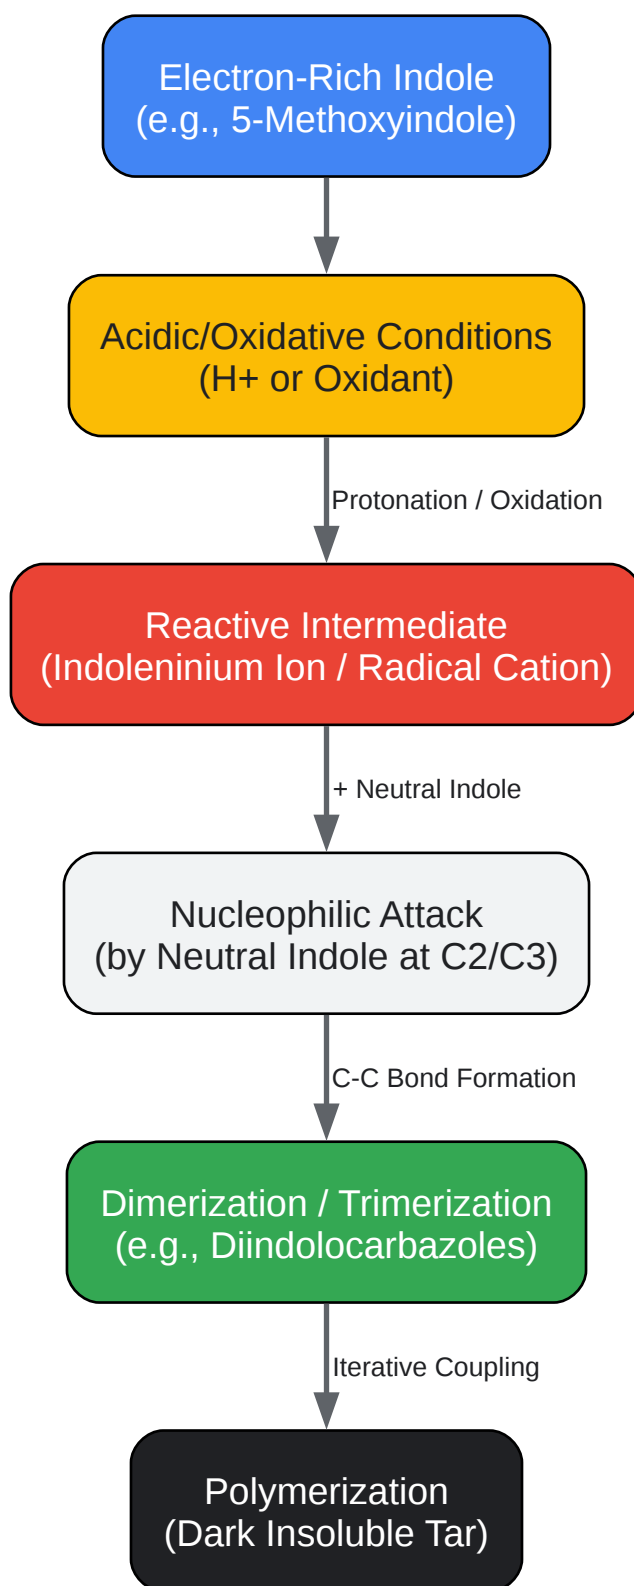 Electron-Rich Indole
(e.g., 5-Methoxyindole)
Acidic/Oxidative Conditions
(H+ or Oxidant)
Protonation / Oxidation
Reactive Intermediate
(Indoleninium Ion / Radical Cation)
+ Neutral Indole
Nucleophilic Attack
(by Neutral Indole at C2/C3)
C-C Bond Formation
Dimerization / Trimerization
(e.g., Diindolocarbazoles)
Iterative Coupling
Polymerization
(Dark Insoluble Tar)